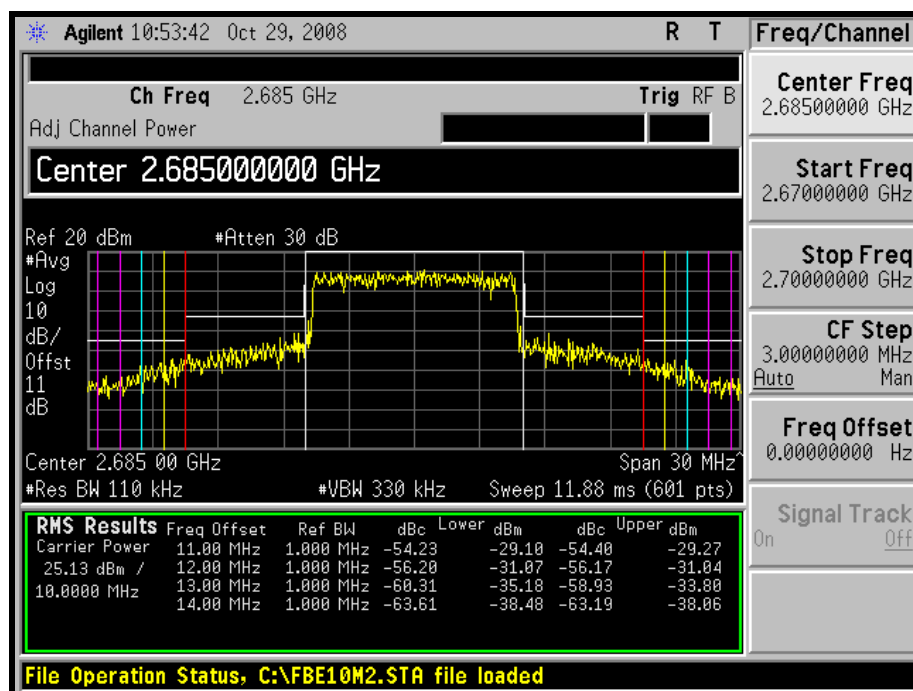 Agilent 10:53:42 Oct 29, 2008 R T
Freq/Channel
Ch Freq 2.685 GHz Trig RF B
Adj Channel Power
Center 2.685000000 GHz
Center Freq
2.68500000 GHz
Start Freq
2.67000000 GHz
Stop Freq
2.70000000 GHz
CF Step
3.00000000 MHz
Auto Man
Freq Offset
0.00000000 Hz
Signal Track
On Off
Ref 20 dBm #Atten 30 dB
#Avg
Log
10
dB/
Offst
11
dB
Center 2.685 00 GHz Span 30 MHz^
#Res BW 110 kHz #VBW 330 kHz Sweep 11.88 ms (601 pts)
RMS Results Freq Offset Ref BW dBc Lower dBm dBc Upper dBm
Carrier Power 11.00 MHz 1.000 MHz -54.23 -29.10 -54.40 -29.27
25.13 dBm / 12.00 MHz 1.000 MHz -56.20 -31.07 -56.17 -31.04
10.0000 MHz 13.00 MHz 1.000 MHz -60.31 -35.18 -58.93 -33.80
14.00 MHz 1.000 MHz -63.61 -38.48 -63.19 -38.06
File Operation Status, C:\FBE10M2.STA file loaded